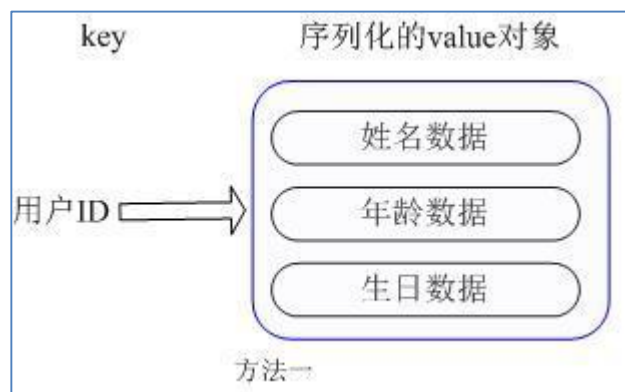 key 序列化的value对象
姓名数据
用户ID 年龄数据
生日数据
方法一